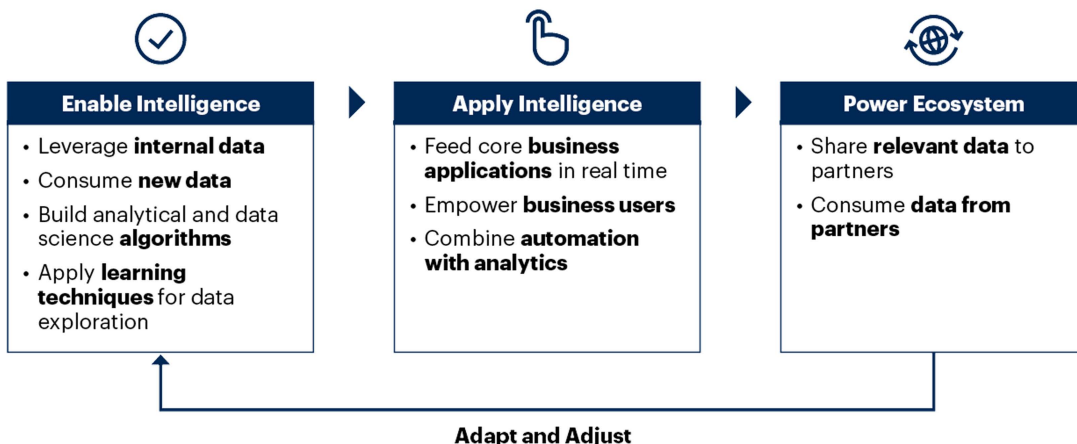 Enable Intelligence
• Leverage internal data
• Consume new data
• Build analytical and data
science algorithms
• Apply learning
techniques for data
exploration
Apply Intelligence
• Feed core business
applications in real time
• Empower business users
• Combine automation
with analytics
Power Ecosystem
• Share relevant data to
partners
• Consume data from
partners
Adapt and Adjust